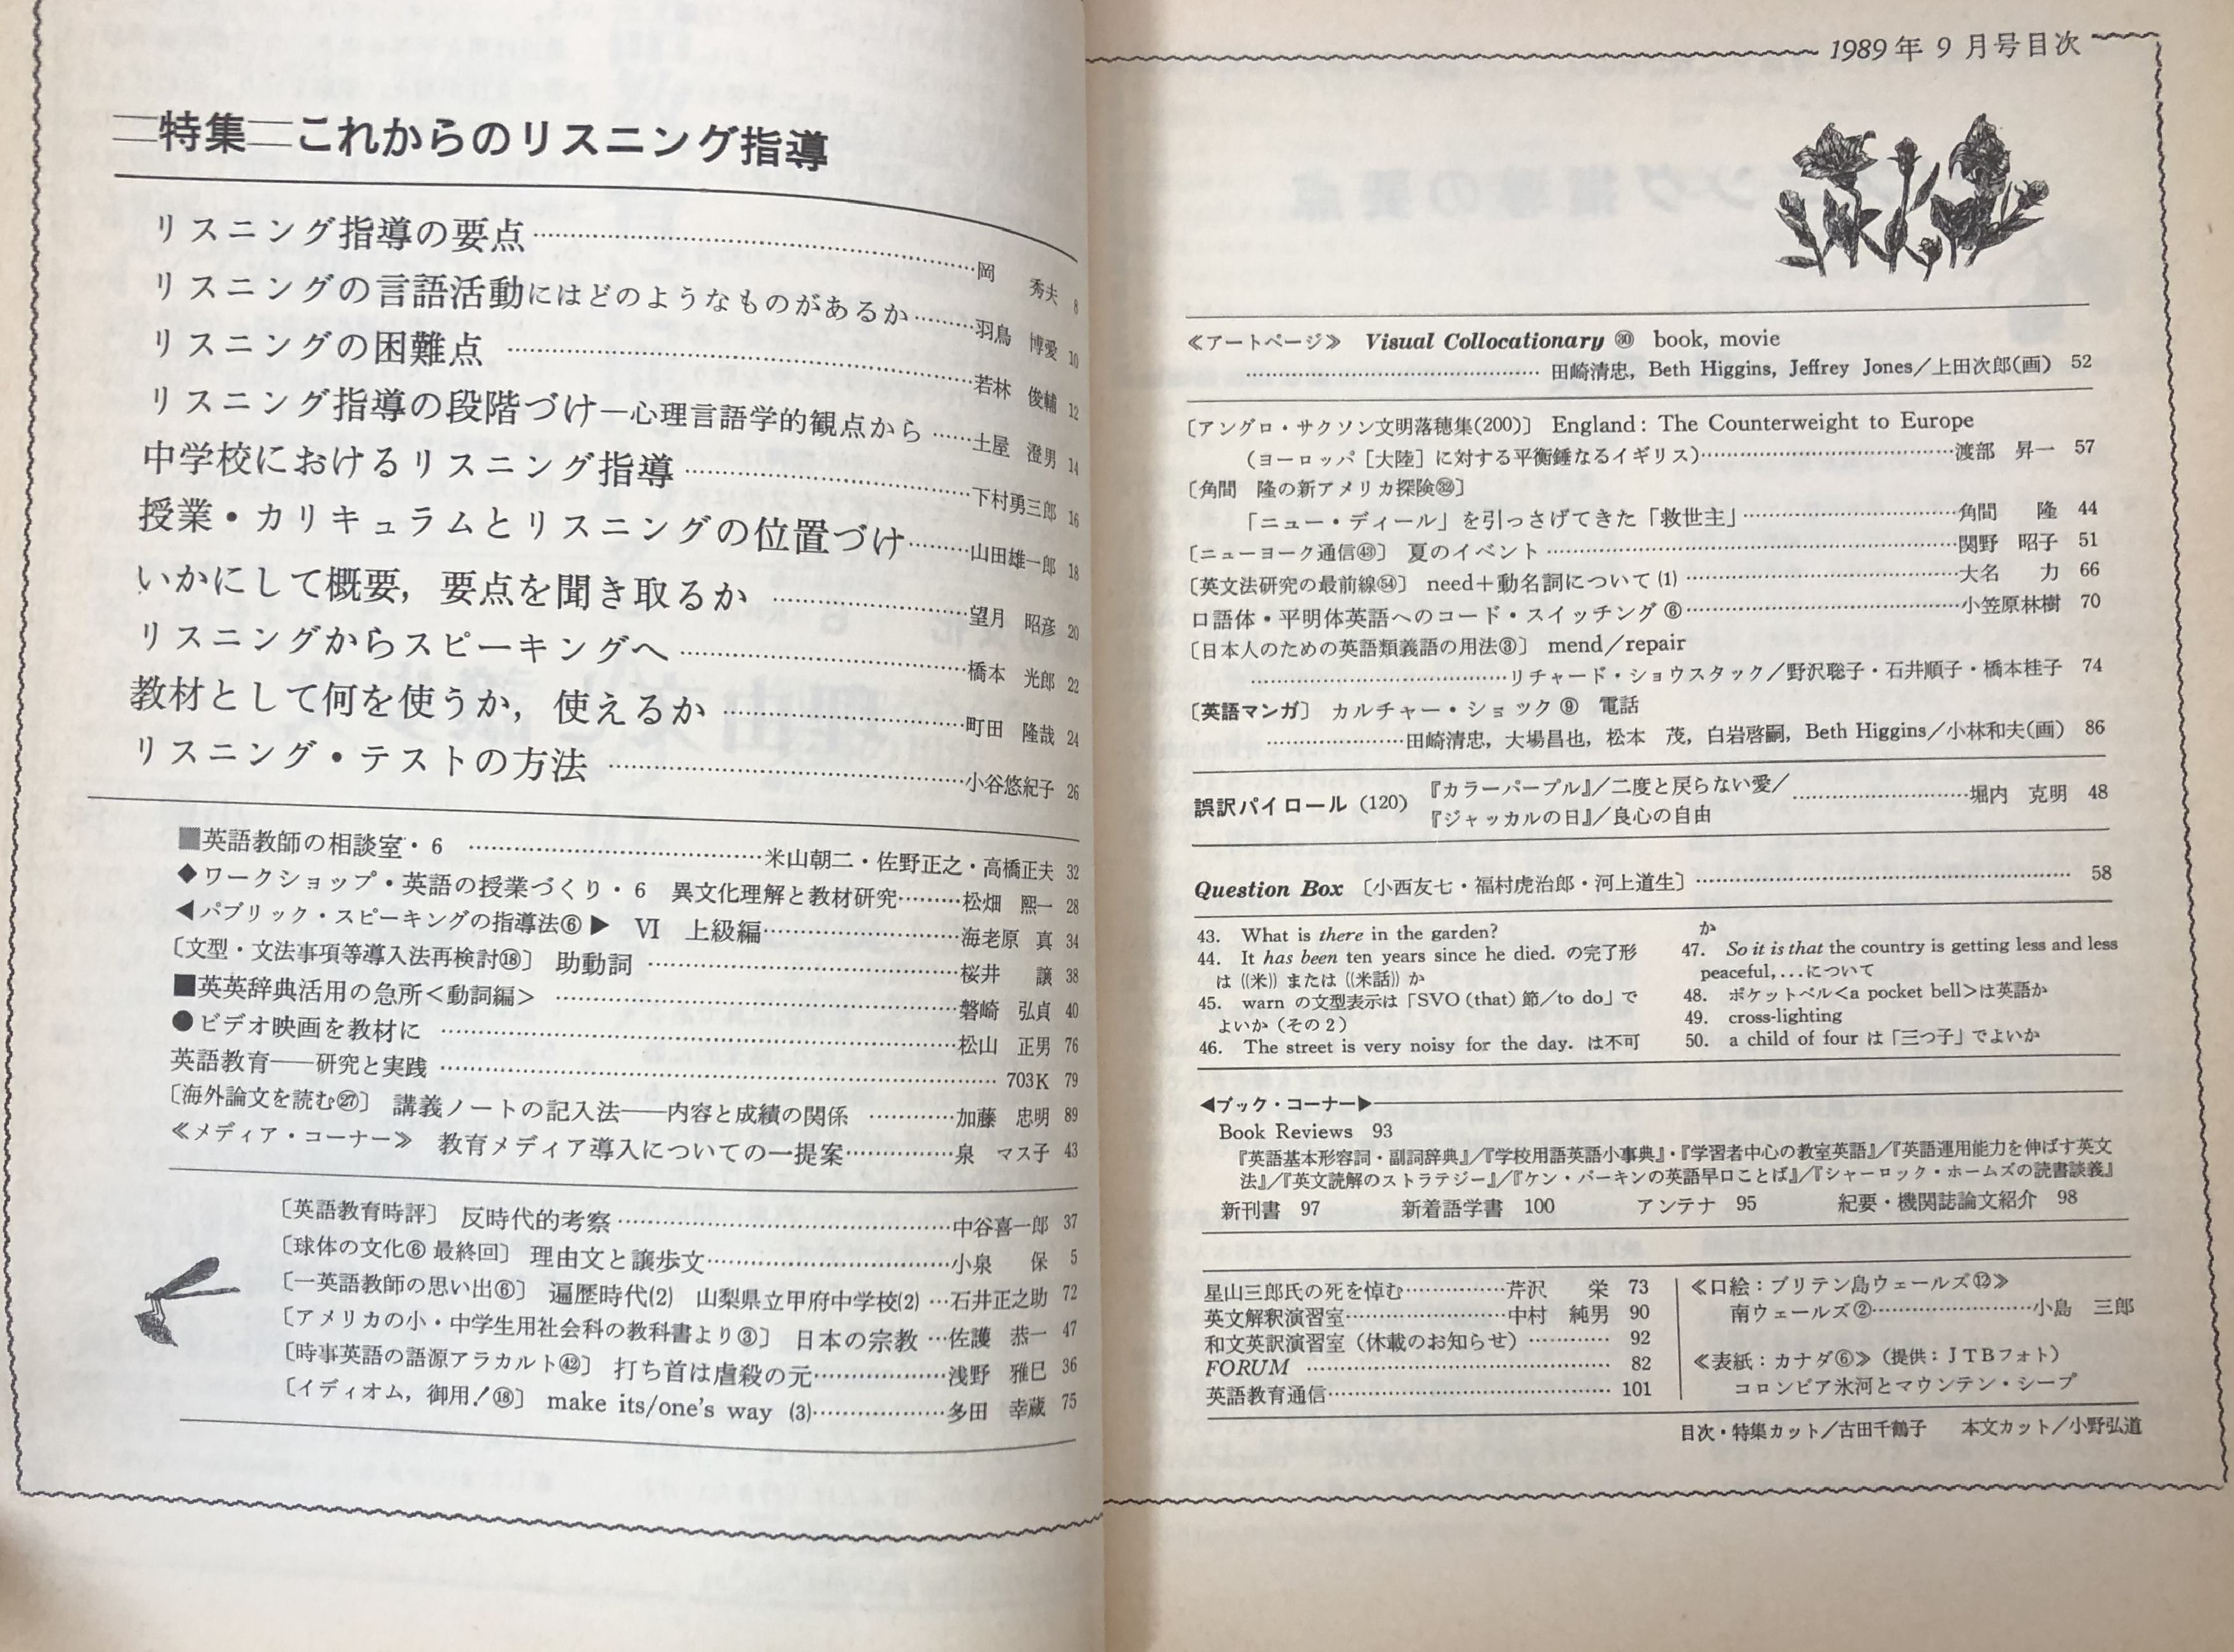 特集 これからのリスニング指導
リスニング指導の要点……岡 秀夫 8
リスニングの言語活動にはどのようなものがあるか……羽鳥 博愛 10
リスニングの困難点……若林 俊輔 12
リスニング指導の段階づけ—心理言語学的観点から……土屋 澄男 14
中学校におけるリスニング指導……下村勇三郎 16
授業・カリキュラムとリスニングの位置づけ……山田雄一郎 18
いかにして概要，要点を聞き取るか……望月 昭彦 20
リスニングからスピーキングへ……橋本 光郎 22
教材として何を使うか，使えるか……町田 隆哉 24
リスニング・テストの方法……小谷悠紀子 26
■英語教師の相談室・6……米山朝二・佐野正之・高橋正夫 32
◆ワークショップ・英語の授業づくり・6 異文化理解と教材研究……松畑 熙一 28
◀パブリック・スピーキングの指導法⑥▶ Ⅵ 上級編……海老原 真 34
〔文型・文法事項等導入法再検討⑱〕 助動詞……桜井 譲 38
■英英辞典活用の急所＜動詞編＞……磐崎 弘貞 40
●ビデオ映画を教材に……松山 正男 76
英語教育——研究と実践……703K 79
〔海外論文を読む㉗〕 講義ノートの記入法——内容と成績の関係……加藤 忠明 89
≪メディア・コーナー≫ 教育メディア導入についての一提案……泉 マス子 43
〔英語教育時評〕 反時代的考察……中谷喜一郎 37
〔球体の文化⑥ 最終回〕 理由文と譲歩文……小泉 保 5
〔一英語教師の思い出⑥〕 遍歴時代(2) 山梨県立甲府中学校(2)…石井正之助 72
〔アメリカの小・中学生用社会科の教科書より③〕 日本の宗教…佐護 恭一 47
〔時事英語の語源アラカルト㊷〕 打ち首は虐殺の元……浅野 雅巳 36
〔イディオム，御用！⑱〕 make its/one's way (3)……多田 幸蔵 75
1989年9月号目次
≪アートページ≫ Visual Collocationary ㉚ book, movie
……田崎清忠，Beth Higgins, Jeffrey Jones／上田次郎(画) 52
〔アングロ・サクソン文明落穂集(200)〕 England: The Counterweight to Europe
（ヨーロッパ［大陸］に対する平衡錘なるイギリス）……渡部 昇一 57
〔角間 隆の新アメリカ探険㉜〕
「ニュー・ディール」を引っさげてきた「救世主」……角間 隆 44
〔ニューヨーク通信㊾〕 夏のイベント……関野 昭子 51
〔英文法研究の最前線54〕 need＋動名詞について(1)……大名 力 66
口語体・平明体英語へのコード・スイッチング⑥……小笠原林樹 70
〔日本人のための英語類義語の用法③〕 mend／repair
……リチャード・ショウスタック／野沢聡子・石井順子・橋本桂子 74
〔英語マンガ〕 カルチャー・ショック⑨ 電話
……田崎清忠，大場昌也，松本 茂，白岩啓嗣，Beth Higgins／小林和夫(画) 86
誤訳パイロール (120) 『カラーパープル』／二度と戻らない愛／
『ジャッカルの日』／良心の自由……堀内 克明 48
Question Box 〔小西友七・福村虎治郎・河上道生〕……58
43. What is there in the garden?
44. It has been ten years since he died. の完了形
は((米)) または ((米話)) か
45. warn の文型表示は「SVO (that) 節／to do」で
よいか（その2）
46. The street is very noisy for the day. は不可
か
47. So it is that the country is getting less and less
peaceful,...について
48. ポケットベル＜a pocket bell＞は英語か
49. cross-lighting
50. a child of four は「三つ子」でよいか
◀ブック・コーナー▶
Book Reviews 93
『英語基本形容詞・副詞辞典』／『学校用語英語小事典』・『学習者中心の教室英語』／『英語運用能力を伸ばす英文
法』／『英文読解のストラテジー』／『ケン・バーキンの英語早口ことば』／『シャーロック・ホームズの読書談義』
新刊書 97 新着語学書 100 アンテナ 95 紀要・機関誌論文紹介 98
星山三郎氏の死を悼む……芹沢 栄 73
英文解釈演習室……中村 純男 90
和文英訳演習室（休載のお知らせ）……92
FORUM……82
英語教育通信……101
≪口絵：ブリテン島ウェールズ⑫≫
南ウェールズ②……小島 三郎
≪表紙：カナダ⑥≫（提供：JTBフォト）
コロンビア氷河とマウンテン・シープ
目次・特集カット／古田千鶴子 本文カット／小野弘道